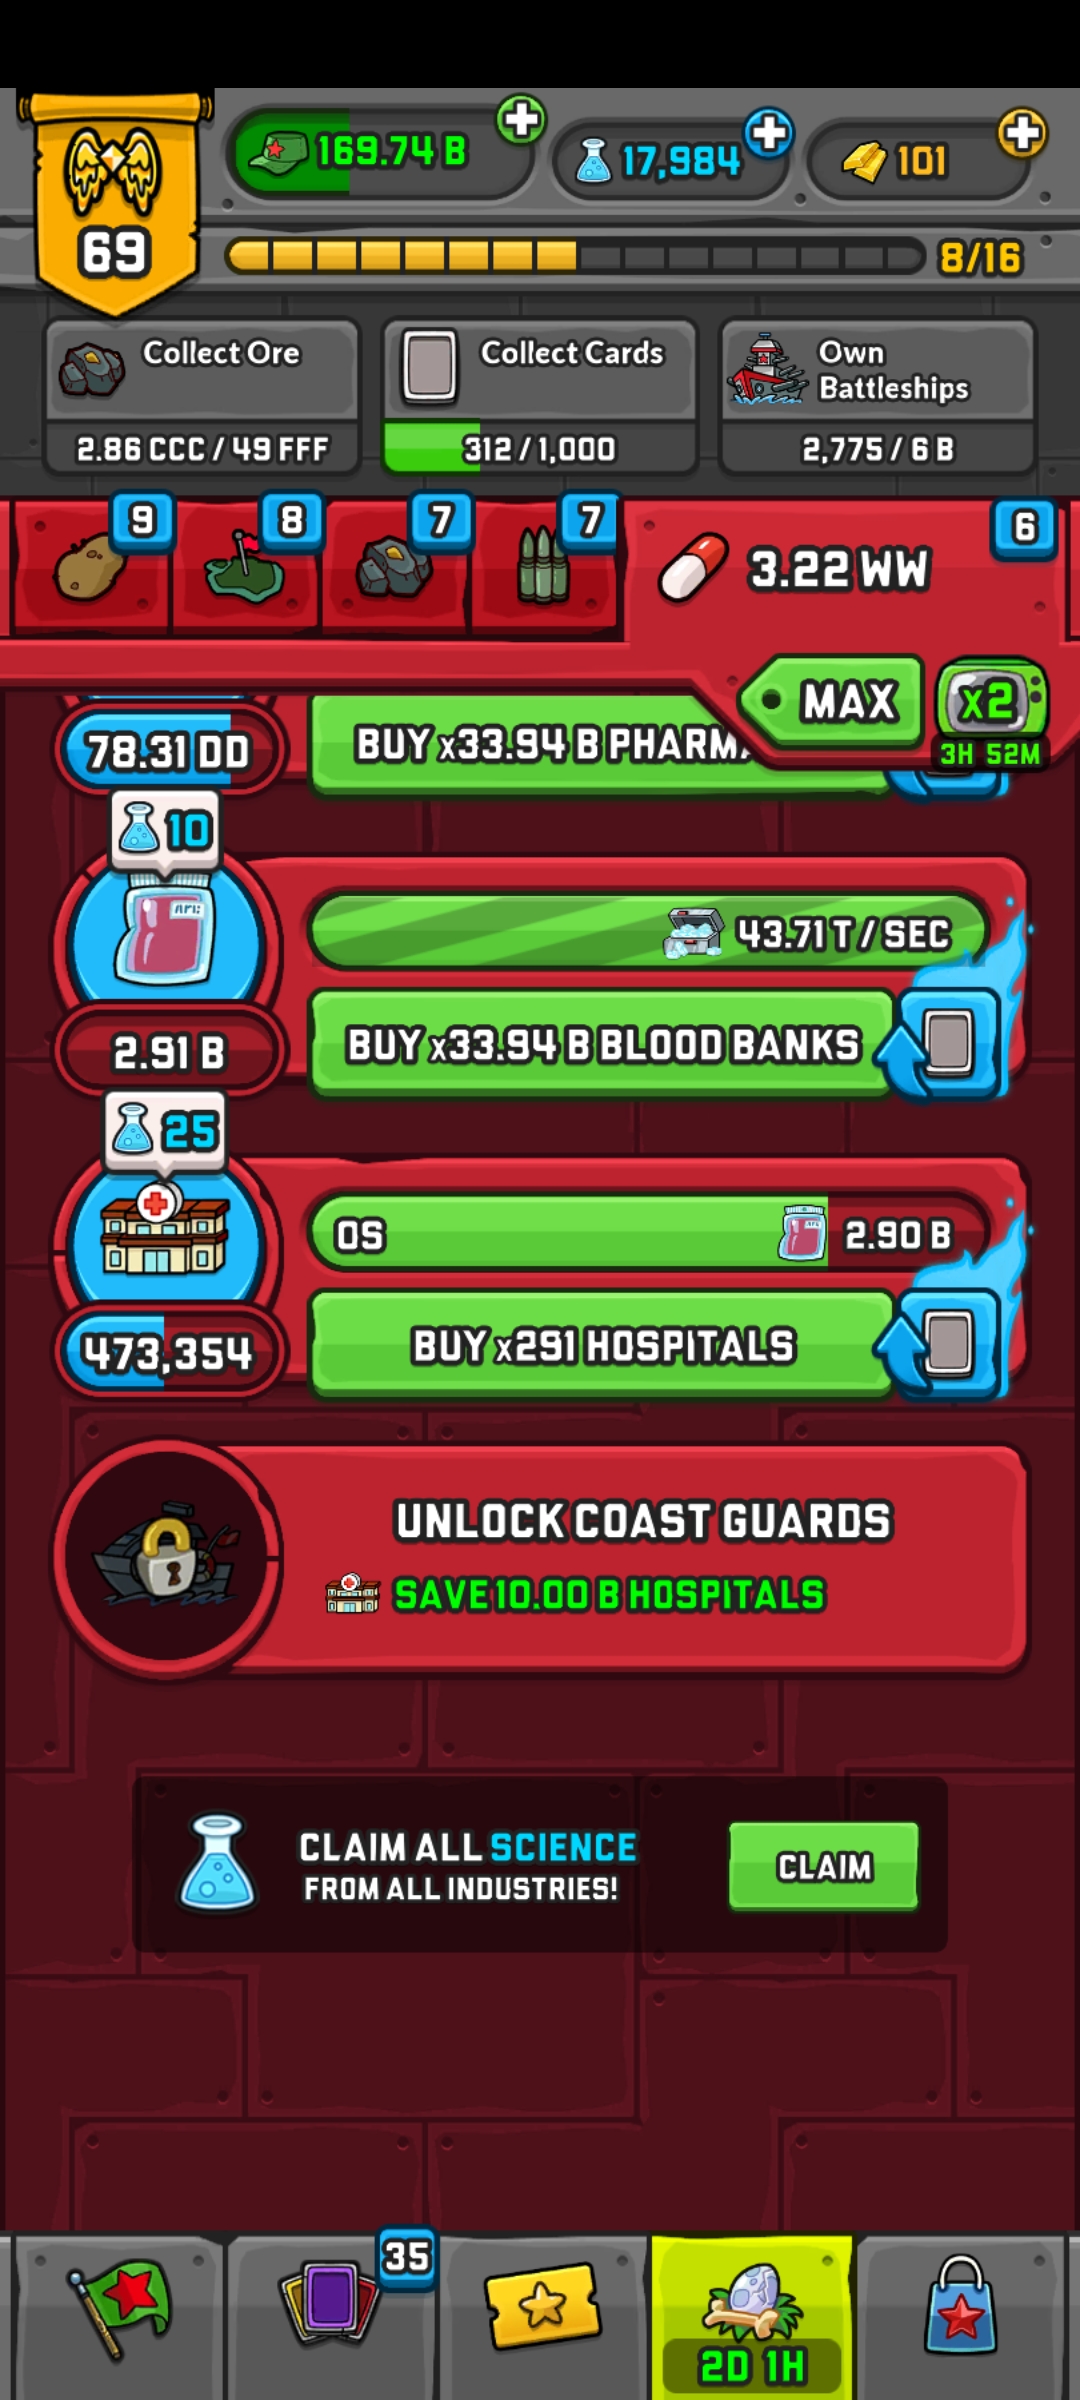 69
169.74 B
17,984
101
8/16
Collect Ore
2.86 CCC / 49 FFF
Collect Cards
312 / 1,000
Own
Battleships
2,775 / 6 B
9
8
7
7
3.22 WW
6
MAX
x2
3H 52M
78.31 DD
BUY x33.94 B
10
43.71 T / SEC
2.91 B
BUY x33.94 B BLOOD BANKS
25
0S
2.90 B
473,354
BUY x291 HOSPITALS
UNLOCK COAST GUARDS
SAVE 10.00 B HOSPITALS
CLAIM ALL SCIENCE
FROM ALL INDUSTRIES!
CLAIM
35
2D 1H